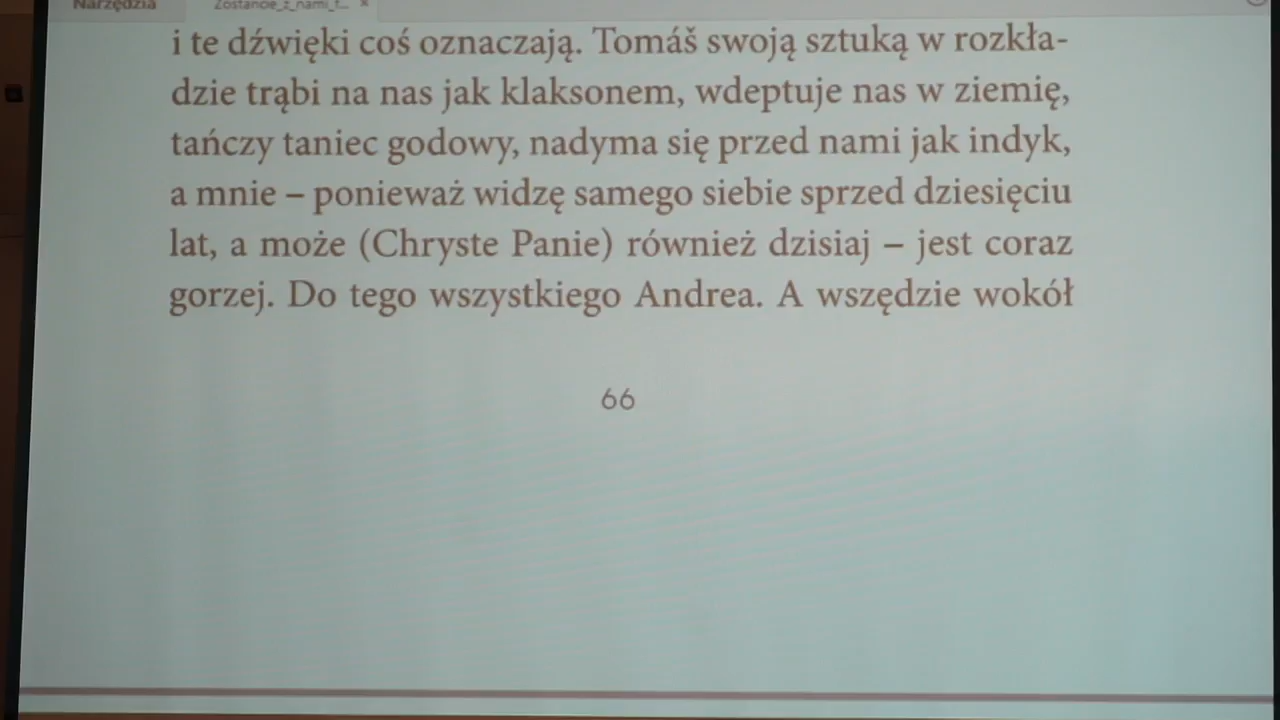 Narzędzia
Zostańcie_z_nami_t... ×
i te dźwięki coś oznaczają. Tomáš swoją sztuką w rozkła-
dzie trąbi na nas jak klaksonem, wdeptuje nas w ziemię,
tańczy taniec godowy, nadyma się przed nami jak indyk,
a mnie – ponieważ widzę samego siebie sprzed dziesięciu
lat, a może (Chryste Panie) również dzisiaj – jest coraz
gorzej. Do tego wszystkiego Andrea. A wszędzie wokół
66